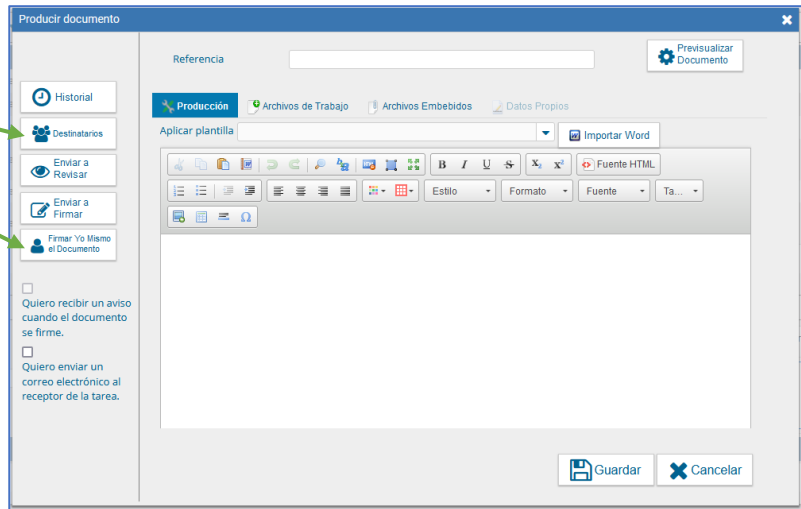 Producir documento
Referencia
Previsualizar
Documento
Historial
Destinatarios
Enviar a
Revisar
Enviar a
Firmar
Firmar Yo Mismo
el Documento
Quiero recibir un aviso
cuando el documento
se firme.
Quiero enviar un
correo electrónico al
receptor de la tarea.
Producción Archivos de Trabajo Archivos Embebidos Datos Propios
Aplicar plantilla Importar Word
B I U S X₂ X² Fuente HTML
Estilo Formato Fuente Ta...
Ω
Guardar Cancelar